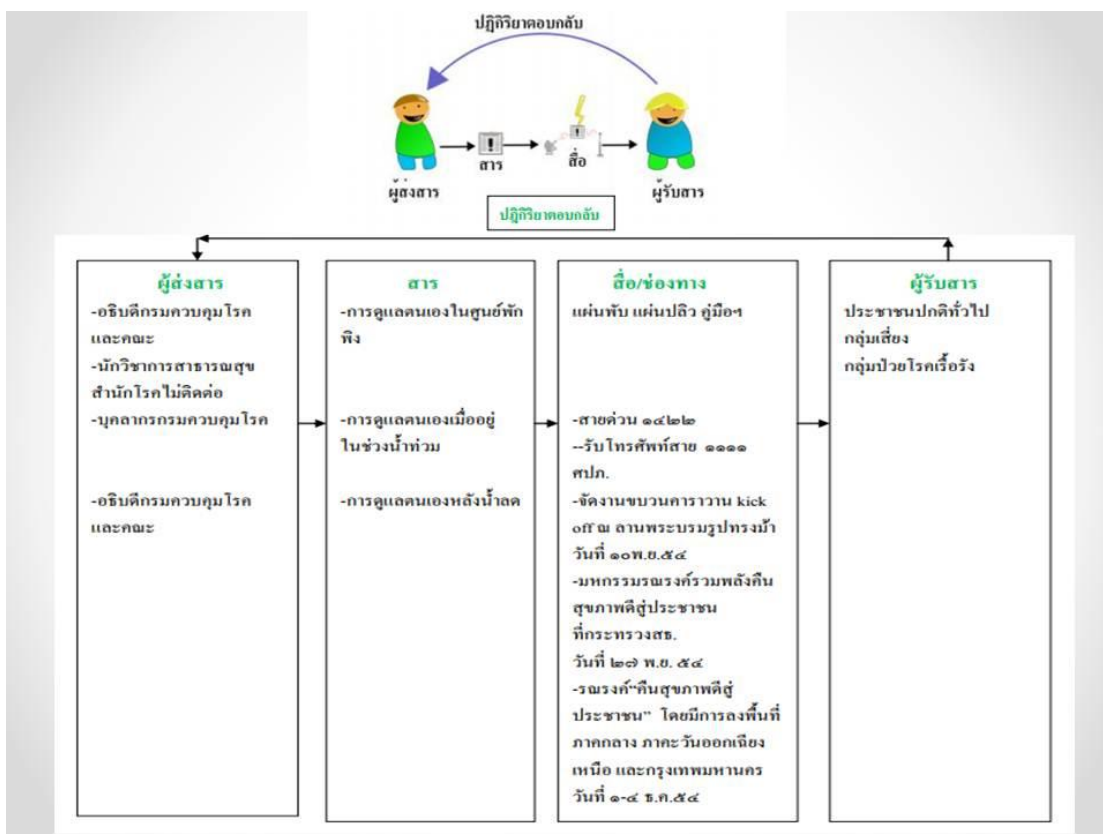 ปฏิกิริยาตอบกลับ
สาร
สื่อ
ผู้ส่งสาร
ผู้รับสาร
ปฏิกิริยาตอบกลับ
ผู้ส่งสาร
-อธิบดีกรมควบคุมโรค
และคณะ
-นักวิชาการสาธารณสุข
สำนักโรคไม่ติดต่อ
-บุคลากรกรมควบคุมโรค
-อธิบดีกรมควบคุมโรค
และคณะ
สาร
-การดูแลตนเองในศูนย์พัก
พิง
-การดูแลตนเองเมื่ออยู่
ในช่วงน้ำท่วม
-การดูแลตนเองหลังน้ำลด
สื่อ/ช่องทาง
แผ่นพับ แผ่นปลิว คู่มือฯ
-สายด่วน ๑๔๒๒
--รับโทรศัพท์สาย ๑๑๑๑
ศปภ.
-จัดงานขบวนคาราวาน kick
off ณ ลานพระบรมรูปทรงม้า
วันที่ ๑๐พ.ย.๕๔
-มหกรรมรณรงค์รวมพลังคืน
สุขภาพดีสู่ประชาชน
ที่กระทรวงสธ.
วันที่ ๒๗ พ.ย. ๕๔
-รณรงค์“คืนสุขภาพดีสู่
ประชาชน” โดยมีการลงพื้นที่
ภาคกลาง ภาคะวันออกเฉียง
เหนือ และกรุงเทพมหานคร
วันที่ ๑-๔ ธ.ค.๕๔
ผู้รับสาร
ประชาชนปกติทั่วไป
กลุ่มเสี่ยง
กลุ่มป่วยโรคเรื้อรัง